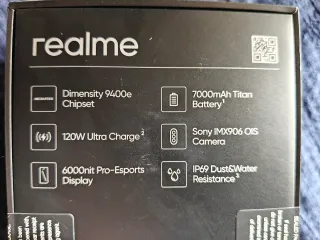 realme
Dimensity 9400e
Chipset
7000mAh Titan
Battery¹
120W Ultra Charge²
Sony IMX906 OIS
Camera
6000nit Pro-Esports
Display
IP69 Dust&Water
Resistance